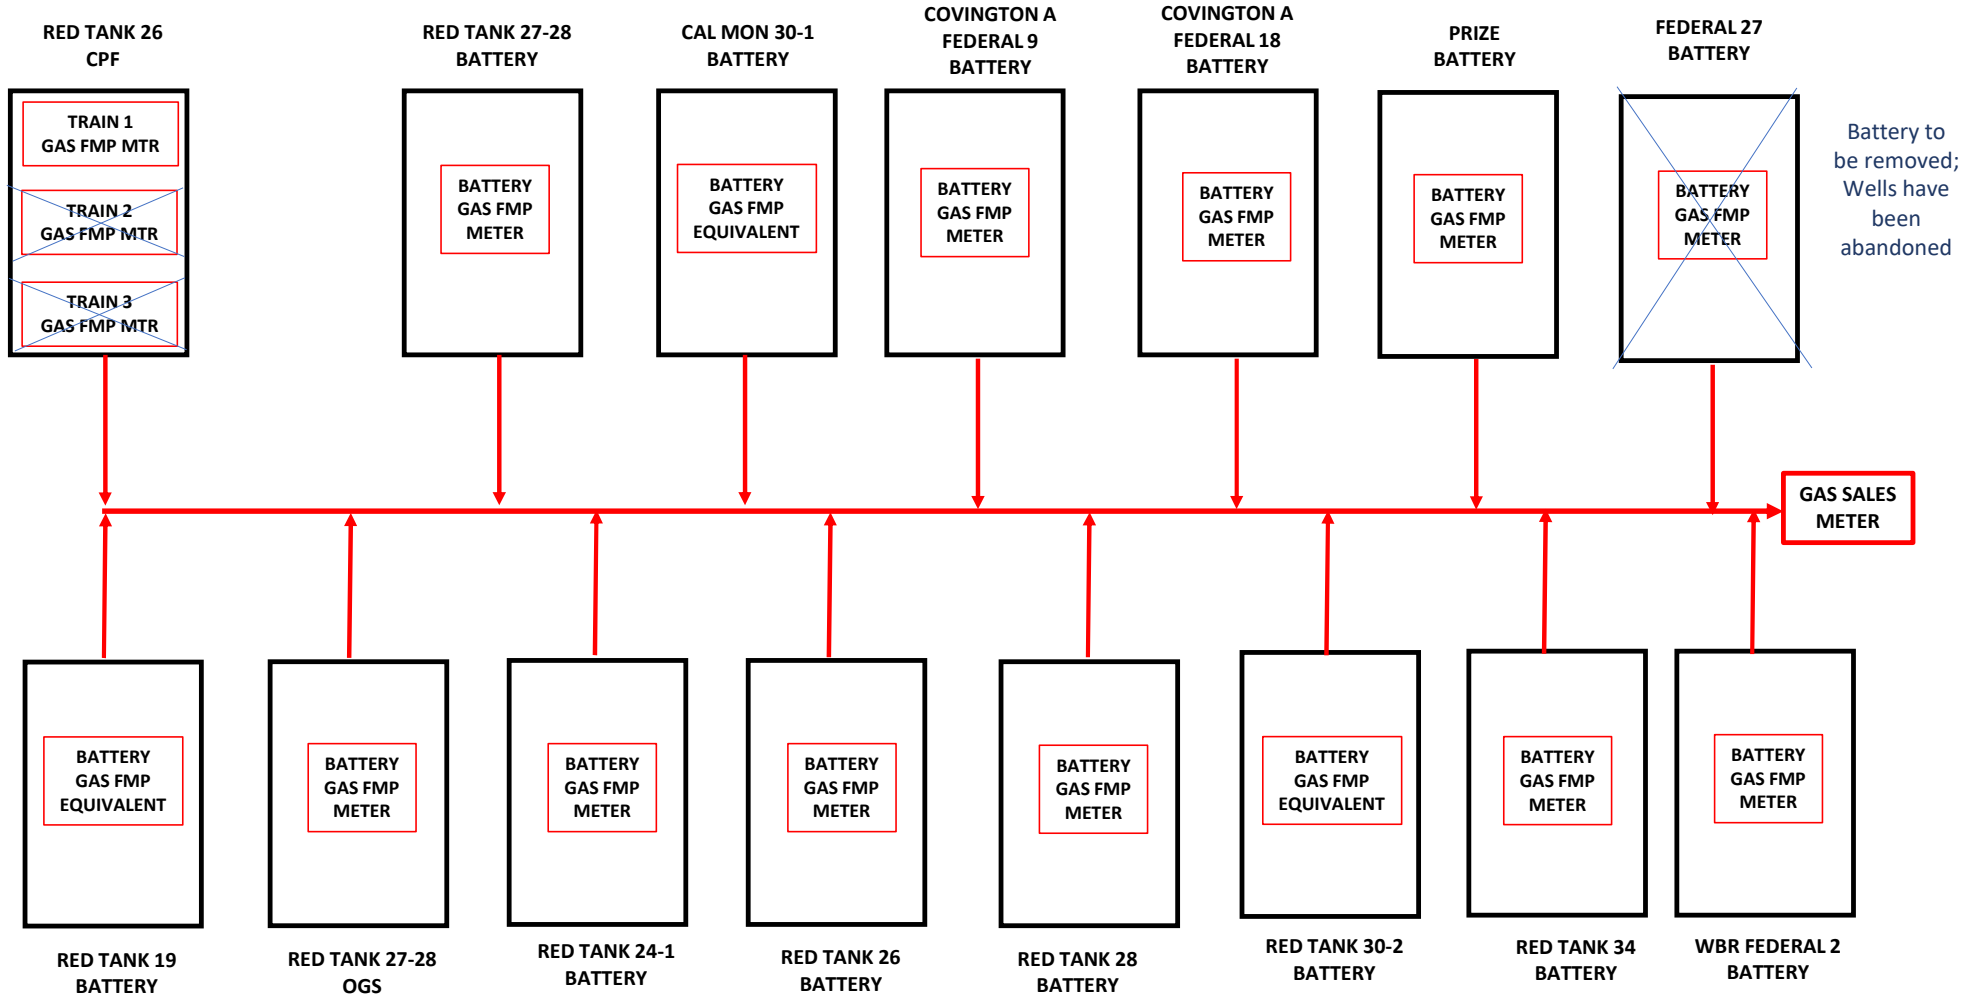 RED TANK 26
CPF
RED TANK 27-28
BATTERY
CAL MON 30-1
BATTERY
COVINGTON A
FEDERAL 9
BATTERY
COVINGTON A
FEDERAL 18
BATTERY
PRIZE
BATTERY
FEDERAL 27
BATTERY
TRAIN 1
GAS FMP MTR
TRAIN 2
GAS FMP MTR
TRAIN 3
GAS FMP MTR
BATTERY
GAS FMP
METER
BATTERY
GAS FMP
EQUIVALENT
BATTERY
GAS FMP
METER
BATTERY
GAS FMP
METER
BATTERY
GAS FMP
METER
BATTERY
GAS FMP
METER
Battery to
be removed;
Wells have
been
abandoned
GAS SALES
METER
BATTERY
GAS FMP
EQUIVALENT
BATTERY
GAS FMP
METER
BATTERY
GAS FMP
METER
BATTERY
GAS FMP
METER
BATTERY
GAS FMP
METER
BATTERY
GAS FMP
EQUIVALENT
BATTERY
GAS FMP
METER
BATTERY
GAS FMP
METER
RED TANK 19
BATTERY
RED TANK 27-28
OGS
RED TANK 24-1
BATTERY
RED TANK 26
BATTERY
RED TANK 28
BATTERY
RED TANK 30-2
BATTERY
RED TANK 34
BATTERY
WBR FEDERAL 2
BATTERY